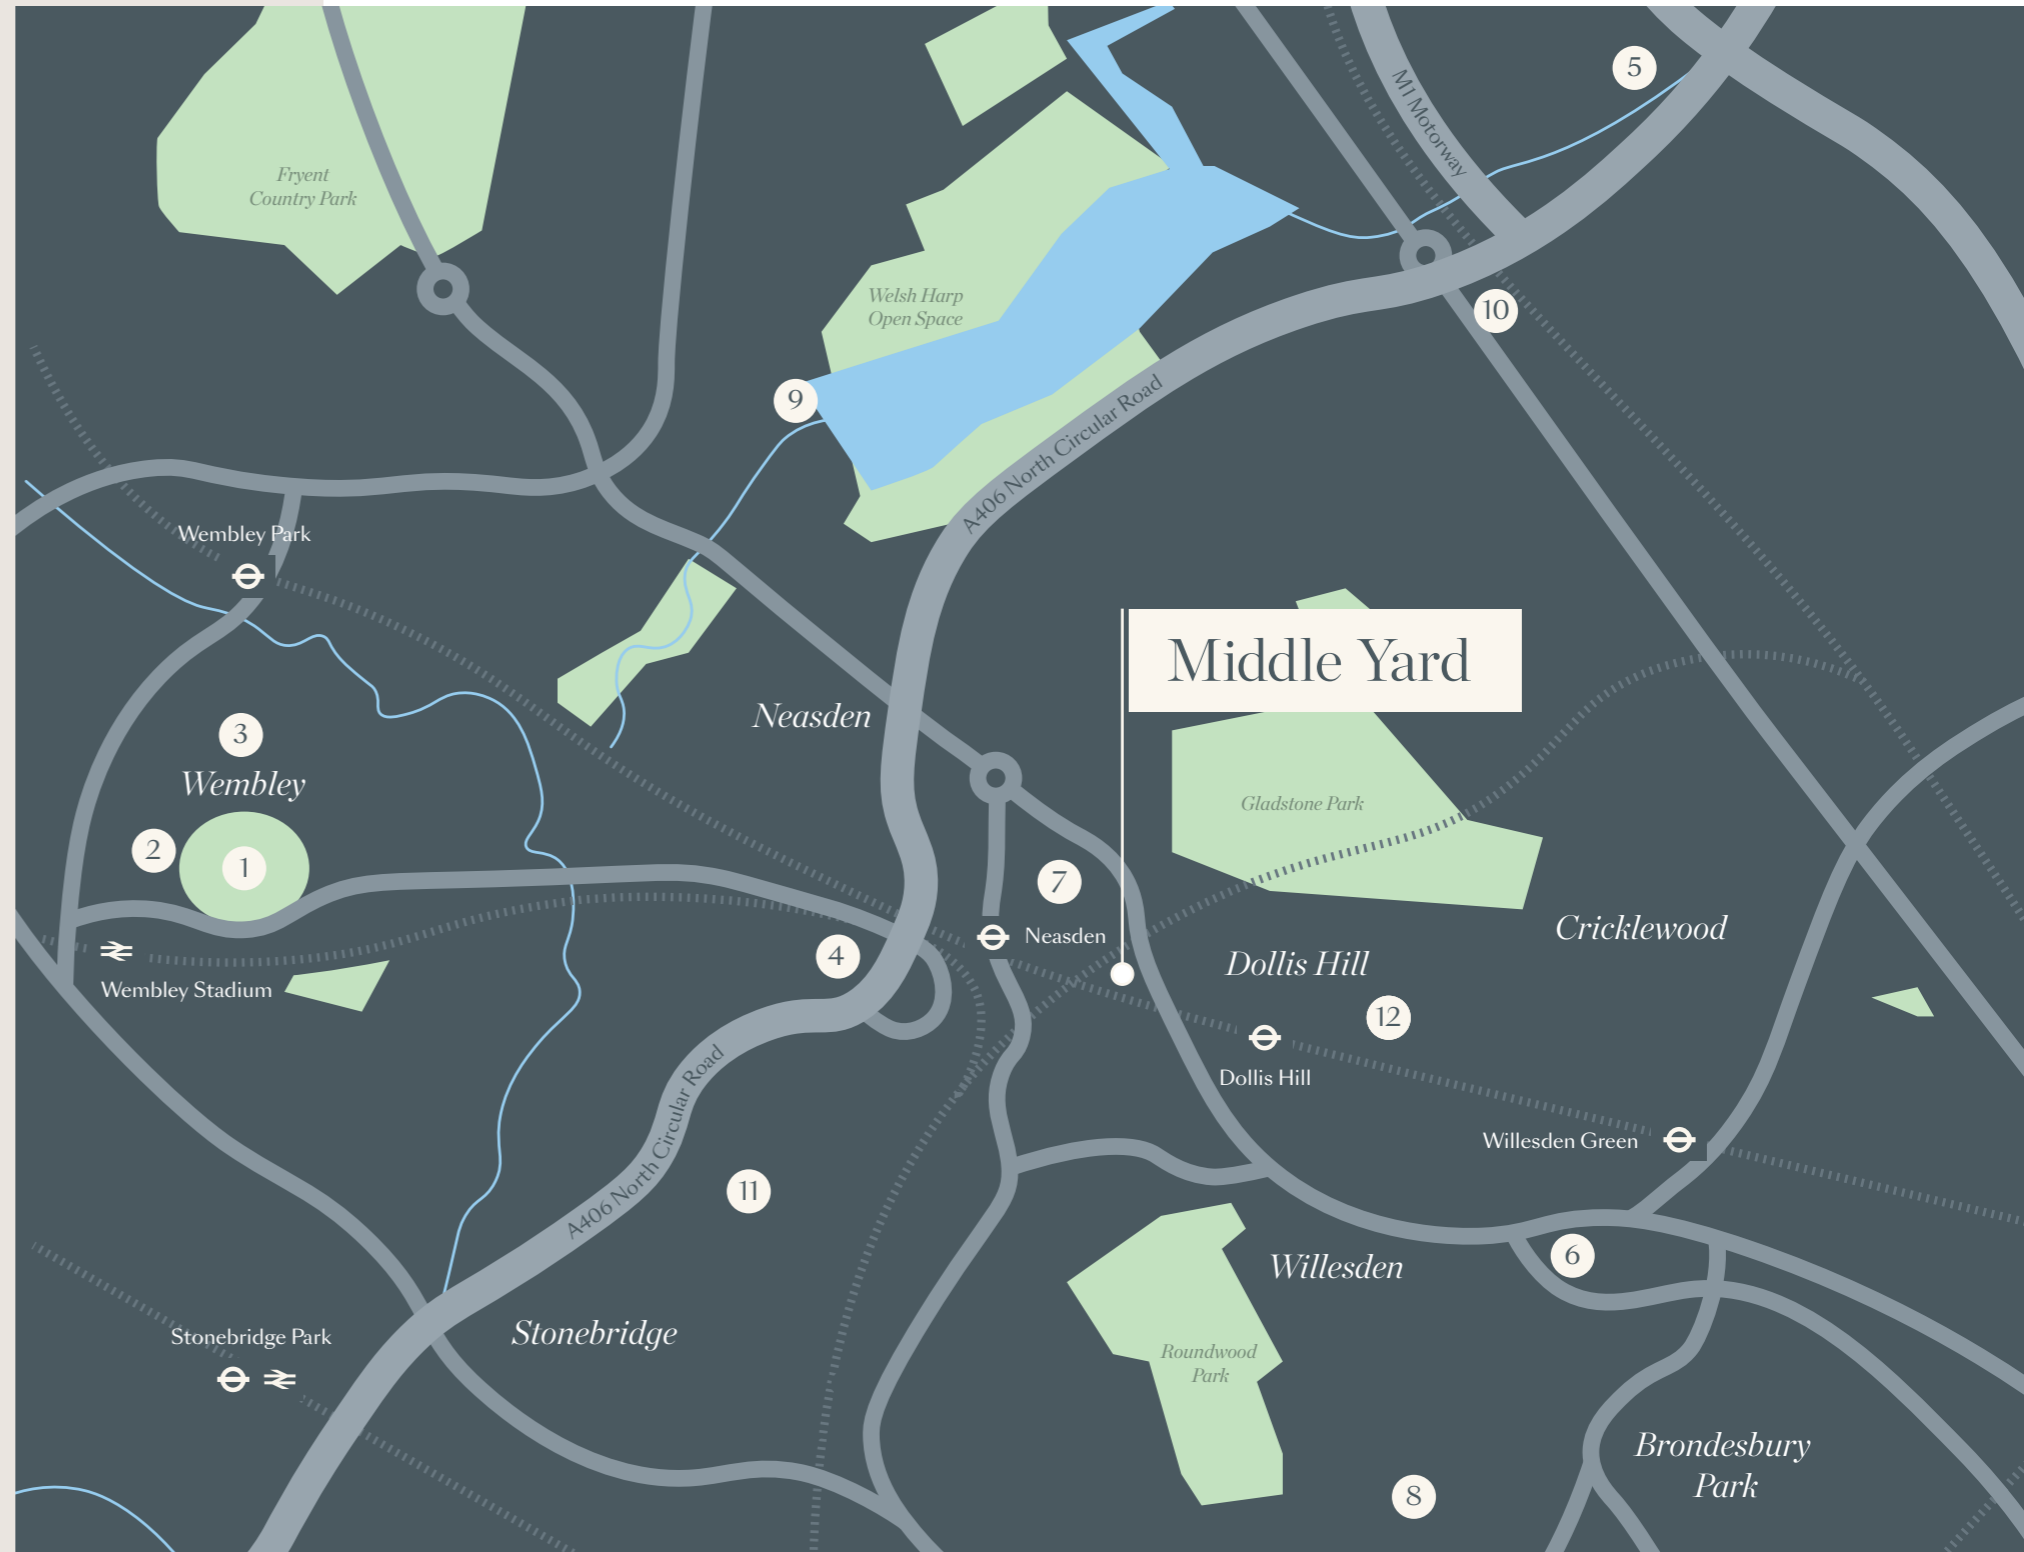 5
M1 Motorway
Fryent
Country Park
Welsh Harp
Open Space
10
9
A406 North Circular Road
Wembley Park
Middle Yard
Neasden
3
Wembley
Gladstone Park
2
1
7
Cricklewood
Neasden
4
Dollis Hill
Wembley Stadium
12
Dollis Hill
A406 North Circular Road
Willesden Green
11
6
Willesden
Stonebridge
Stonebridge Park
Roundwood
Park
Brondesbury
Park
8